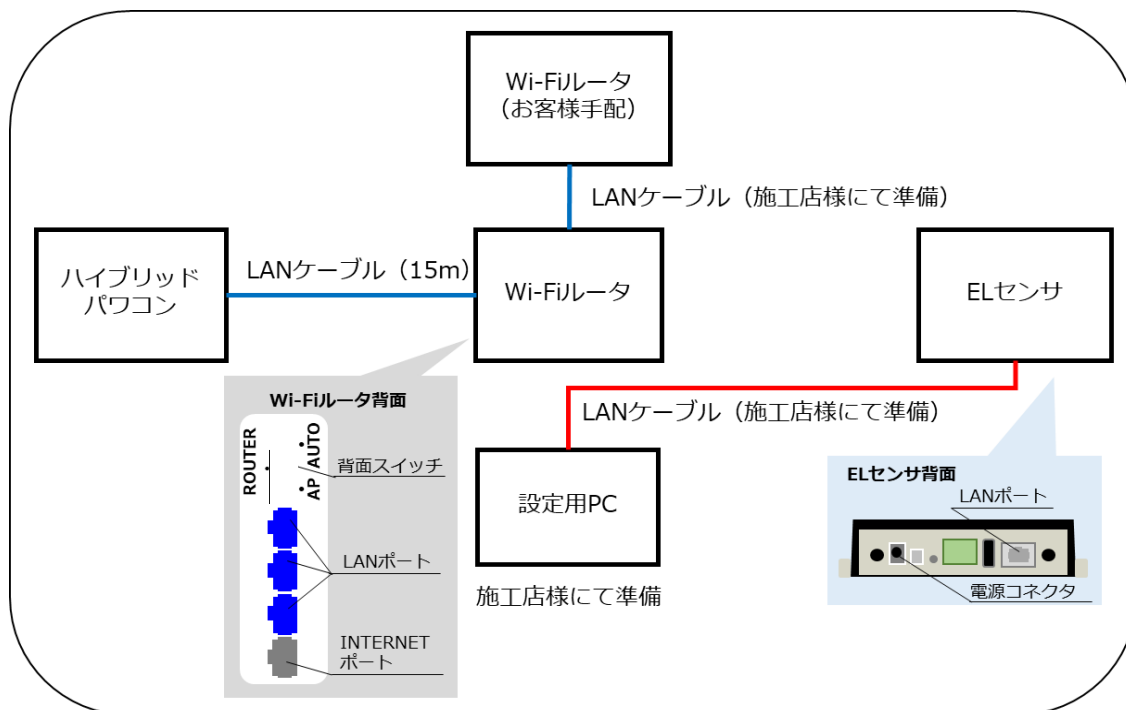 Wi-Fiルータ
（お客様手配）
LANケーブル（施工店様にて準備）
ハイブリッド
パワコン
LANケーブル（15m）
Wi-Fiルータ
ELセンサ
LANケーブル（施工店様にて準備）
Wi-Fiルータ背面
ROUTER
AUTO
AP
背面スイッチ
LANポート
INTERNET
ポート
設定用PC
施工店様にて準備
ELセンサ背面
LANポート
電源コネクタ